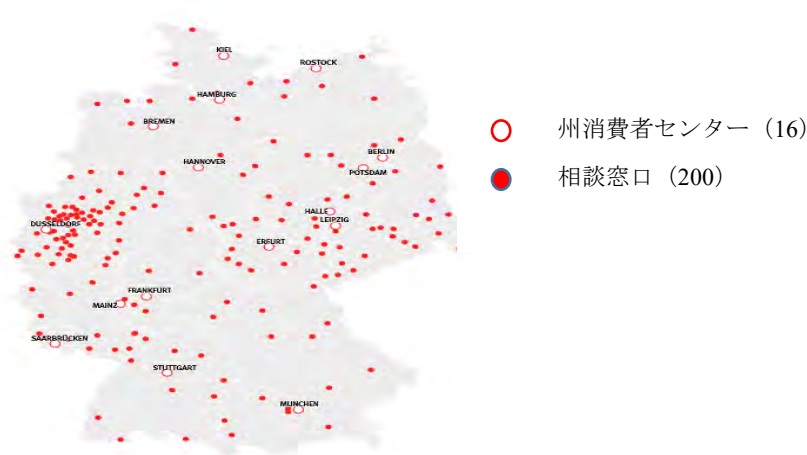 KIEL
ROSTOCK
HAMBURG
BREMEN
BERLIN
HANNOVER
POTSDAM
HALLE
LEIPZIG
DÜSSELDORF
ERFURT
FRANKFURT
MAINZ
SAARBRÜCKEN
STUTTGART
MÜNCHEN
州消費者センター（16）
相談窓口（200）